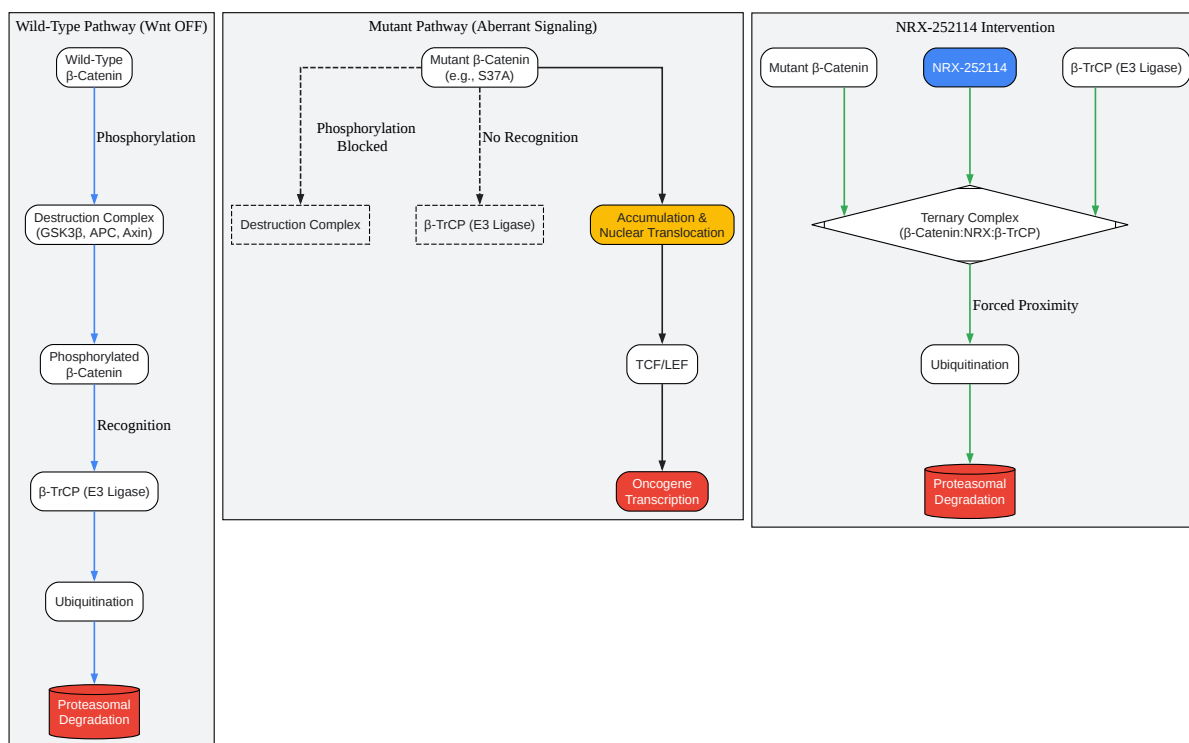 Wild-Type Pathway (Wnt OFF)
Wild-Type
β-Catenin
Phosphorylation
Destruction Complex
(GSK3β, APC, Axin)
Phosphorylated
β-Catenin
Recognition
β-TrCP (E3 Ligase)
Ubiquitination
Proteasomal
Degradation
Mutant Pathway (Aberrant Signaling)
Mutant β-Catenin
(e.g., S37A)
Phosphorylation
Blocked
No Recognition
Destruction Complex
β-TrCP (E3 Ligase)
Accumulation &
Nuclear Translocation
TCF/LEF
Oncogene
Transcription
NRX-252114 Intervention
Mutant β-Catenin
NRX-252114
β-TrCP (E3 Ligase)
Ternary Complex
(β-Catenin:NRX:β-TrCP)
Forced Proximity
Ubiquitination
Proteasomal
Degradation